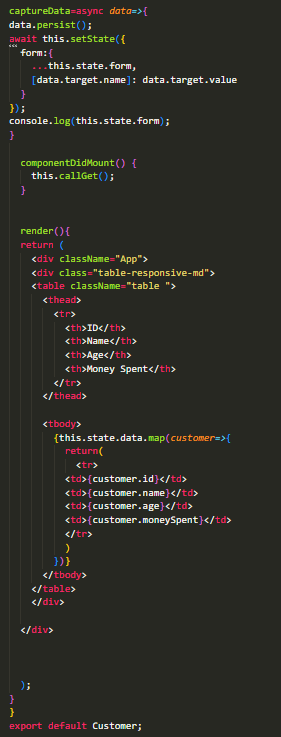 captureData=async data=>{
data.persist();
await this.setState({
form:{
...this.state.form,
[data.target.name]: data.target.value
}
});
console.log(this.state.form);
}
componentDidMount() {
this.callGet();
}
render(){
return (
<div className="App">
<div class="table-responsive-md">
<table className="table ">
<thead>
<tr>
<th>ID</th>
<th>Name</th>
<th>Age</th>
<th>Money Spent</th>
</tr>
</thead>
<tbody>
{this.state.data.map(customer=>{
return(
<tr>
<td>{customer.id}</td>
<td>{customer.name}</td>
<td>{customer.age}</td>
<td>{customer.moneySpent}</td>
</tr>
)
})}
</tbody>
</table>
</div>
</div>
);
}
}
export default Customer;